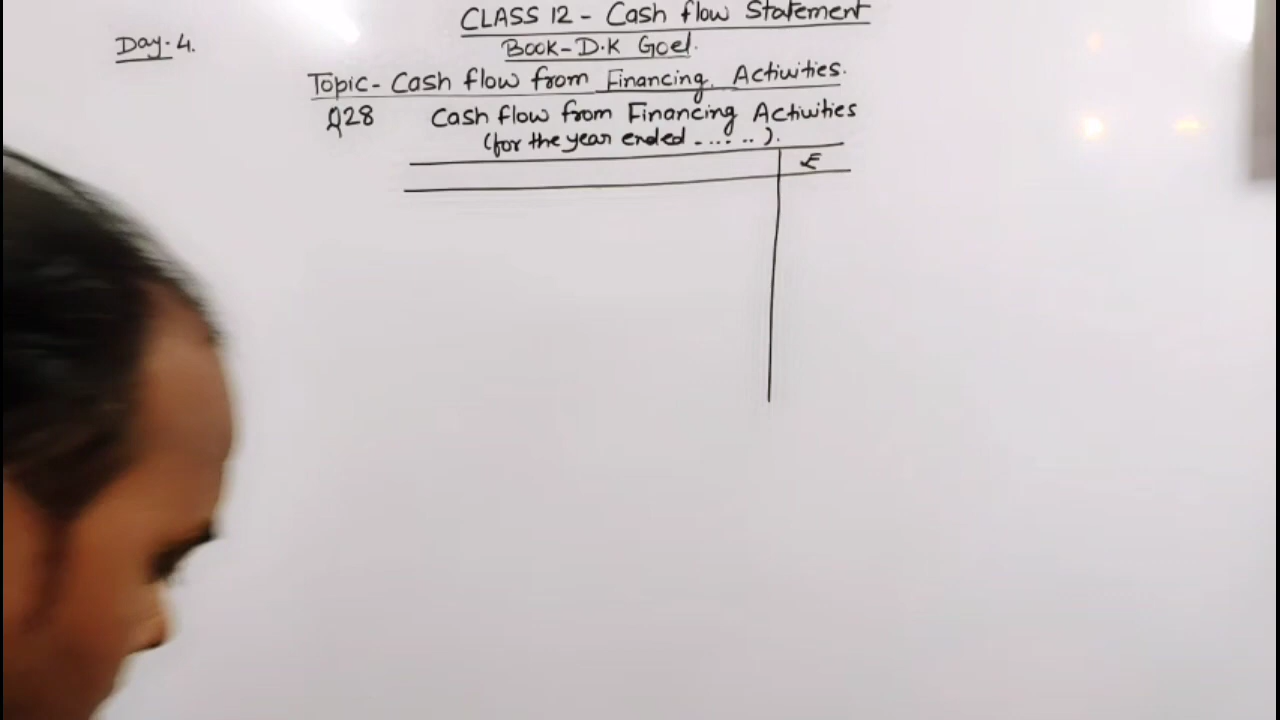 CLASS 12 - Cash flow Statement
Day-4.
Book-D.K Goel.
Topic- Cash flow from Financing Activities.
Q28 Cash flow from Financing Activities
(for the year ended ......).
₹